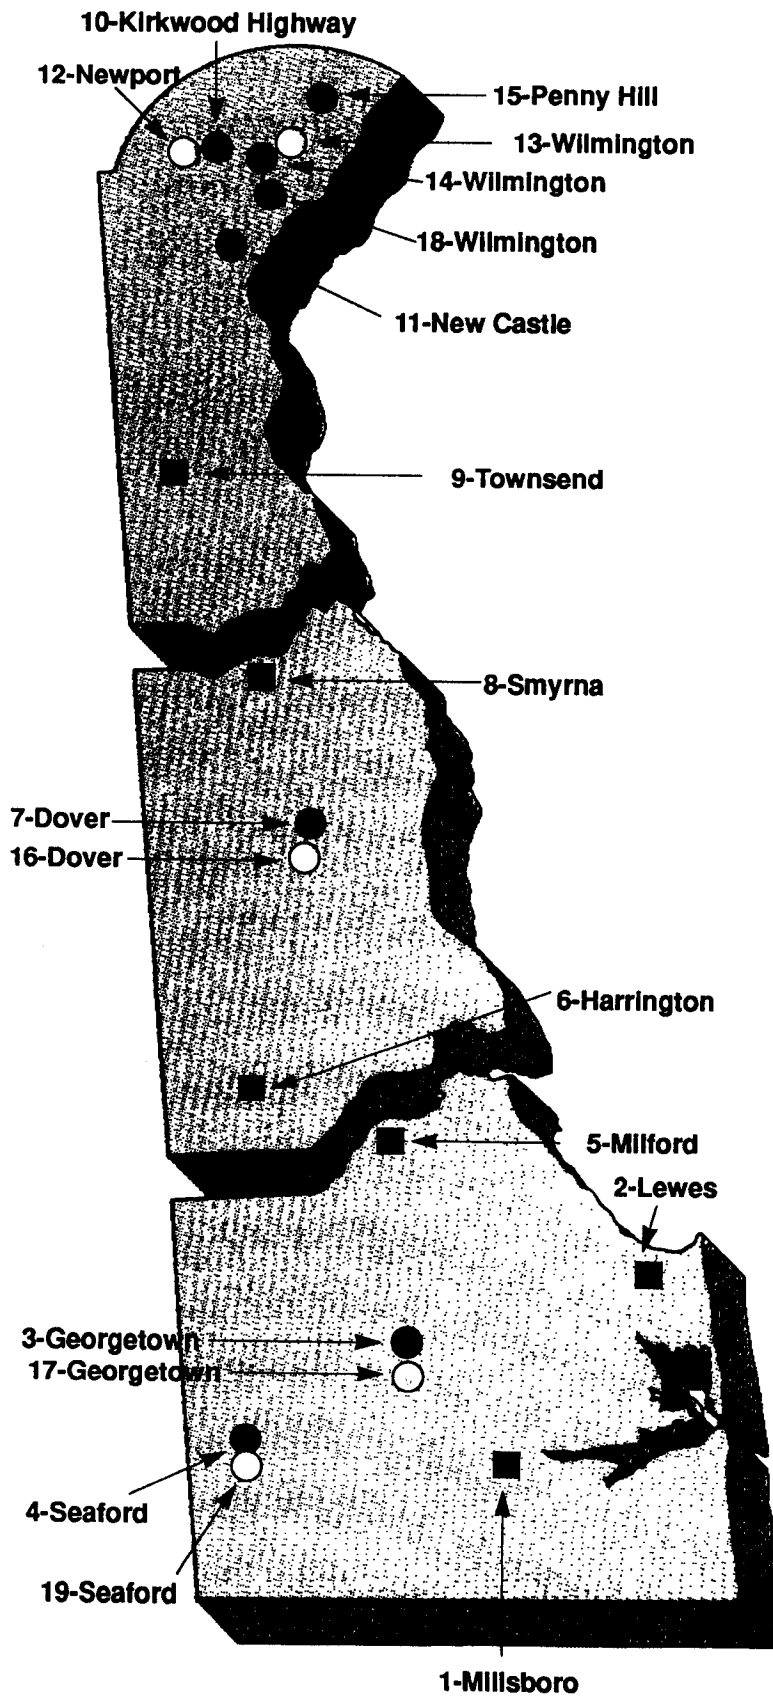 10-Kirkwood Highway
12-Newport
15-Penny Hill
13-Wilmington
14-Wilmington
18-Wilmington
11-New Castle
9-Townsend
8-Smyrna
7-Dover
16-Dover
6-Harrington
5-Milford
2-Lewes
3-Georgetown
17-Georgetown
4-Seaford
19-Seaford
1-Millsboro